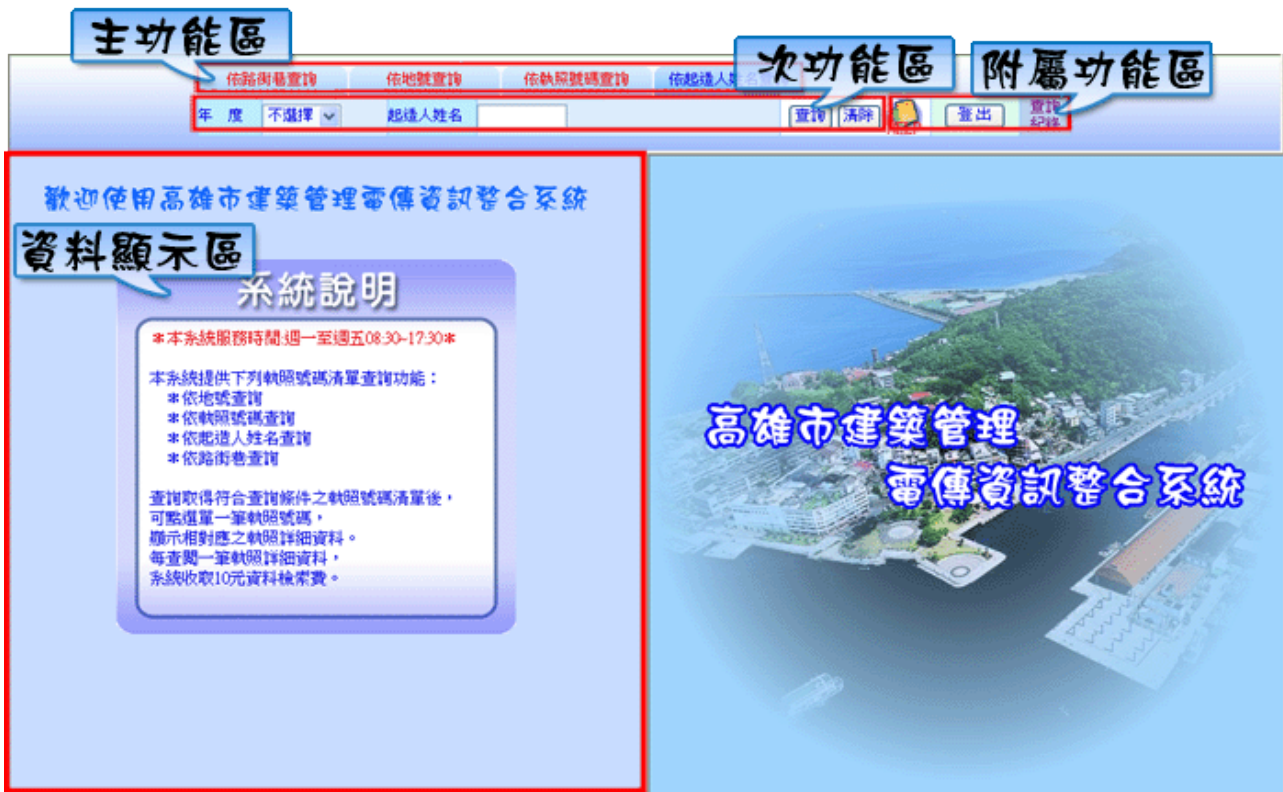 主功能區
次功能區
附屬功能區
依路街巷查詢
依地號查詢
依執照號碼查詢
依起造人姓名
年 度
不選擇
起造人姓名
查詢
清除
HELP
登出
查詢
紀錄
歡迎使用高雄市建築管理電傳資訊整合系統
資料顯示區
系統說明
*本系統服務時間:週一至週五08:30~17:30*
本系統提供下列執照號碼清單查詢功能：
*依地號查詢
*依執照號碼查詢
*依起造人姓名查詢
*依路街巷查詢
查詢取得符合查詢條件之執照號碼清單後，
可點選單一筆執照號碼，
顯示相對應之執照詳細資料。
每查閱一筆執照詳細資料，
系統收取10元資料檢索費。
高雄市建築管理
電傳資訊整合系統